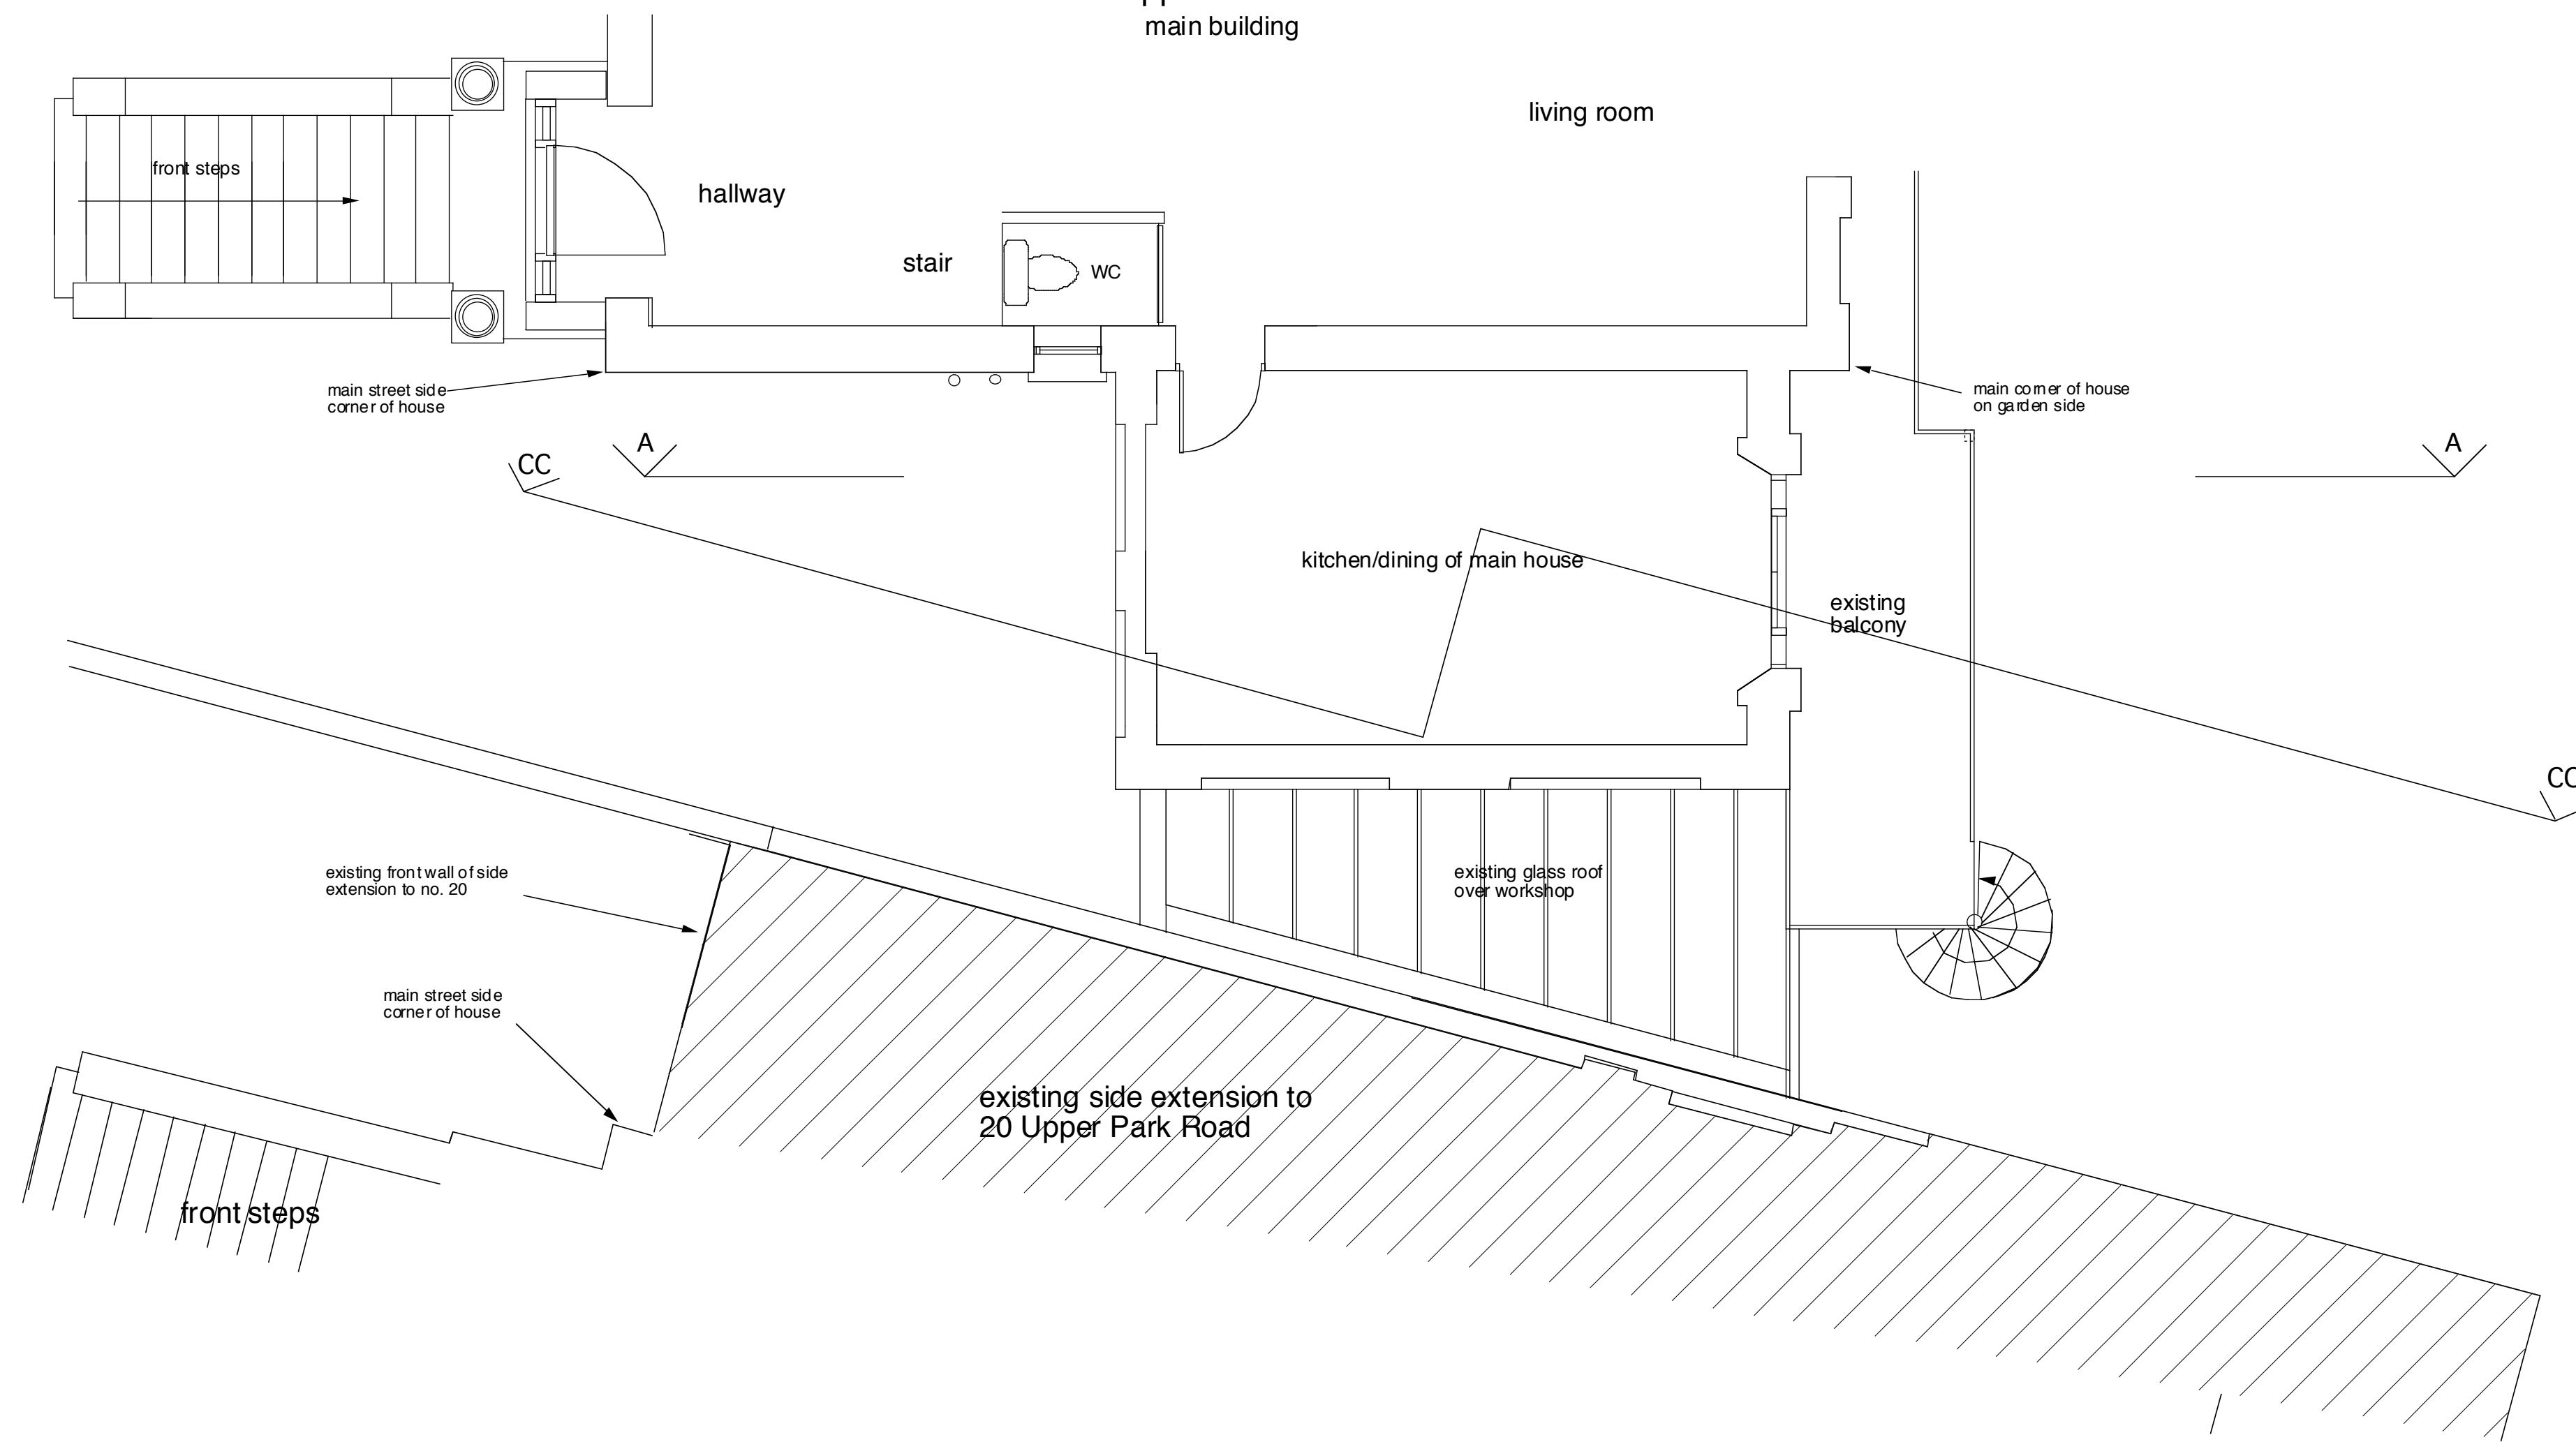 main building
living room
front steps
hallway
stair
WC
main street side
corner of house
main corner of house
on garden side
A
A
CC
kitchen/dining of main house
existing
balcony
CC
existing front wall of side
extension to no. 20
existing glass roof
over workshop
main street side
corner of house
existing side extension to
20 Upper Park Road
front steps